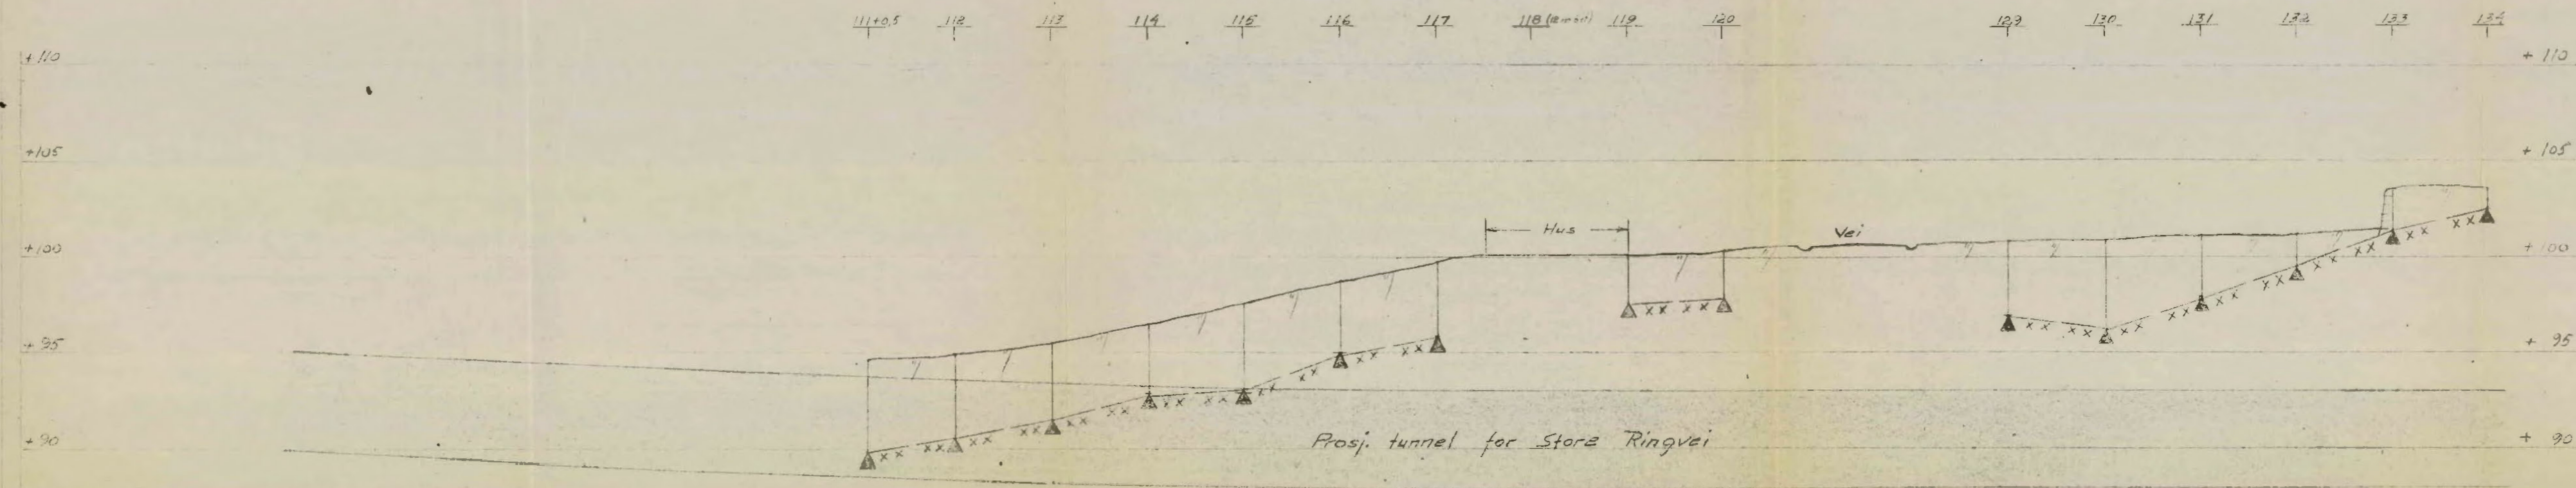 111+0,5 112 113 114 115 116 117 118 119 120 129 130 131 132 133 134
+110 + 110
+105 + 105
Hus Vei
+100 + 100
+ 95 + 95
+ 90 Prosj. tunnel for Store Ringvei + 90